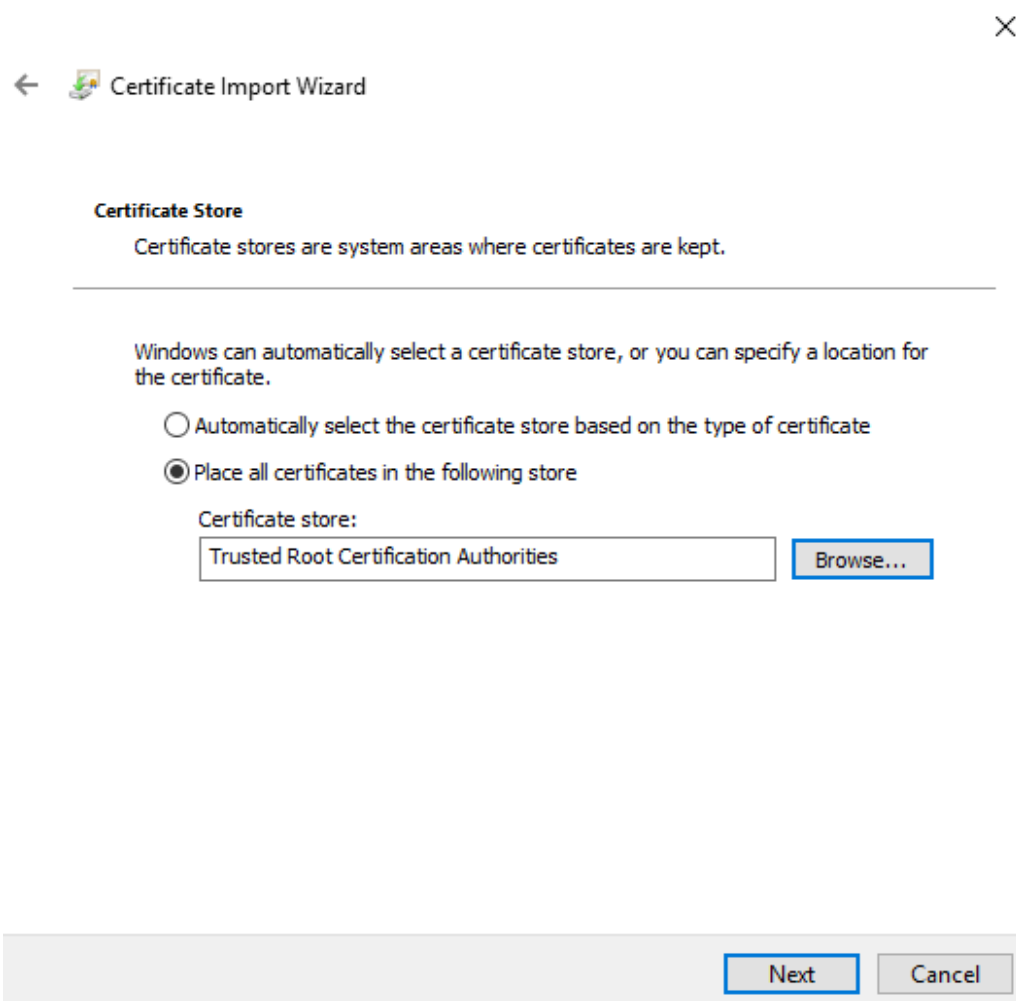 Certificate Import Wizard
Certificate Store
Certificate stores are system areas where certificates are kept.
Windows can automatically select a certificate store, or you can specify a location for
the certificate.
Automatically select the certificate store based on the type of certificate
Place all certificates in the following store
Certificate store:
Trusted Root Certification Authorities
Browse...
Next
Cancel